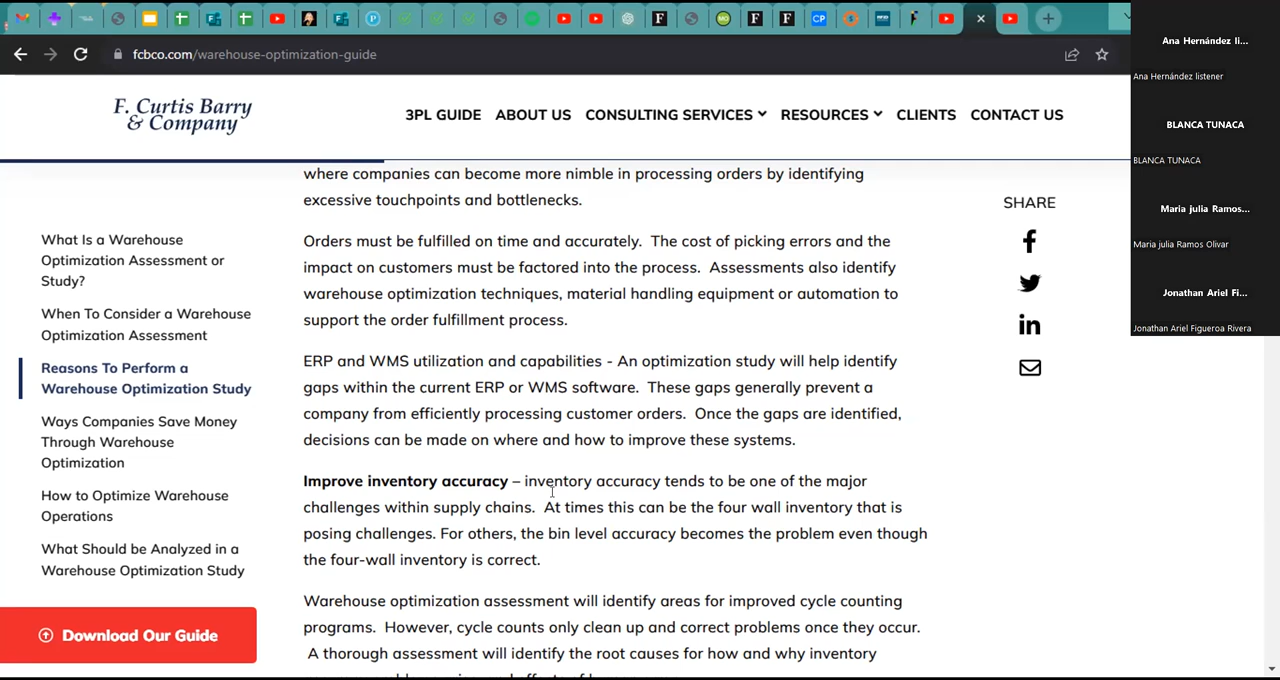 fcbco.com/warehouse-optimization-guide
F. Curtis Barry
& Company
3PL GUIDE ABOUT US CONSULTING SERVICES RESOURCES CLIENTS CONTACT US
What Is a Warehouse
Optimization Assessment or
Study?
When To Consider a Warehouse
Optimization Assessment
Reasons To Perform a
Warehouse Optimization Study
Ways Companies Save Money
Through Warehouse
Optimization
How to Optimize Warehouse
Operations
What Should be Analyzed in a
Warehouse Optimization Study
Download Our Guide
where companies can become more nimble in processing orders by identifying
excessive touchpoints and bottlenecks.
Orders must be fulfilled on time and accurately. The cost of picking errors and the
impact on customers must be factored into the process. Assessments also identify
warehouse optimization techniques, material handling equipment or automation to
support the order fulfillment process.
ERP and WMS utilization and capabilities - An optimization study will help identify
gaps within the current ERP or WMS software. These gaps generally prevent a
company from efficiently processing customer orders. Once the gaps are identified,
decisions can be made on where and how to improve these systems.
Improve inventory accuracy – inventory accuracy tends to be one of the major
challenges within supply chains. At times this can be the four wall inventory that is
posing challenges. For others, the bin level accuracy becomes the problem even though
the four-wall inventory is correct.
Warehouse optimization assessment will identify areas for improved cycle counting
programs. However, cycle counts only clean up and correct problems once they occur.
A thorough assessment will identify the root causes for how and why inventory
SHARE
Ana Hernández li...
Ana Hernández listener
BLANCA TUNACA
BLANCA TUNACA
Maria julia Ramos...
Maria julia Ramos Olivar
Jonathan Ariel Fi...
Jonathan Ariel Figueroa Rivera